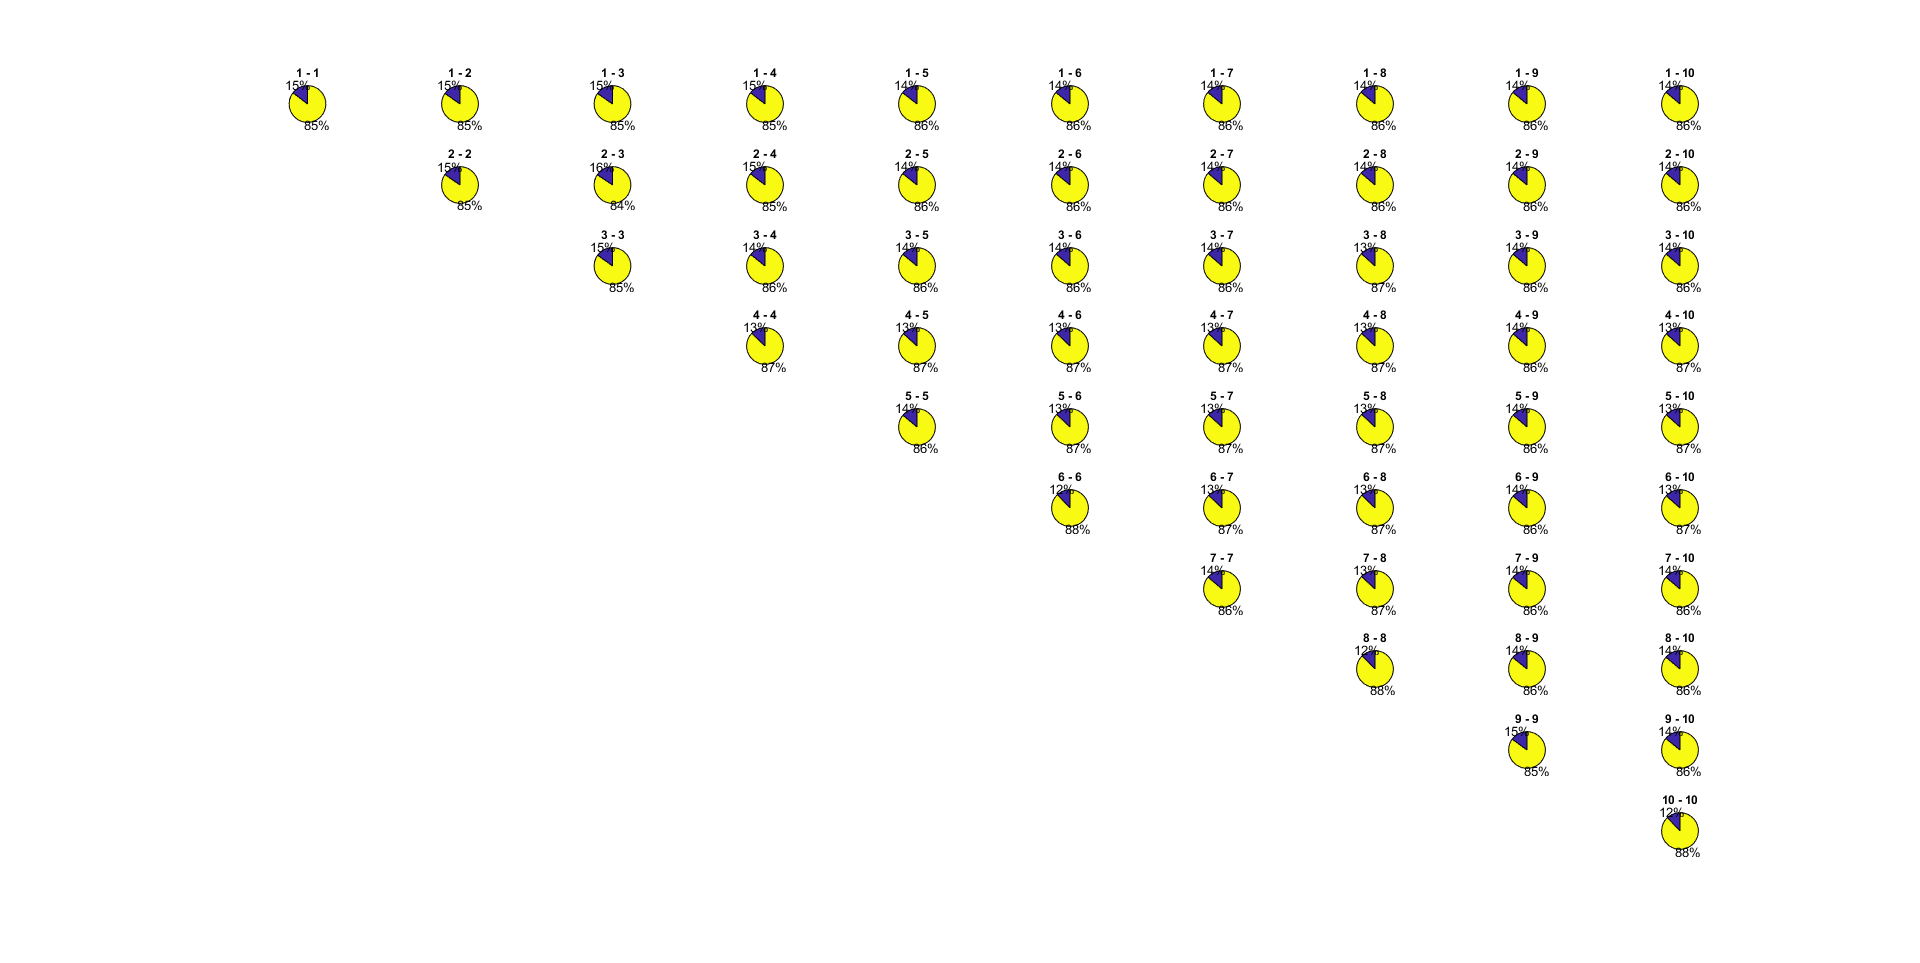 1 - 1 1 - 2 1 - 3 1 - 4 1 - 5 1 - 6 1 - 7 1 - 8 1 - 9 1 - 10
15% 15% 15% 15% 14% 14% 14% 14% 14% 14%
85% 85% 85% 85% 86% 86% 86% 86% 86% 86%
2 - 2 2 - 3 2 - 4 2 - 5 2 - 6 2 - 7 2 - 8 2 - 9 2 - 10
15% 16% 15% 14% 14% 14% 14% 14% 14%
85% 84% 85% 86% 86% 86% 86% 86% 86%
3 - 3 3 - 4 3 - 5 3 - 6 3 - 7 3 - 8 3 - 9 3 - 10
15% 14% 14% 14% 14% 13% 14% 14%
85% 86% 86% 86% 86% 87% 86% 86%
4 - 4 4 - 5 4 - 6 4 - 7 4 - 8 4 - 9 4 - 10
13% 13% 13% 13% 13% 14% 13%
87% 87% 87% 87% 87% 86% 87%
5 - 5 5 - 6 5 - 7 5 - 8 5 - 9 5 - 10
14% 13% 13% 13% 14% 13%
86% 87% 87% 87% 86% 87%
6 - 6 6 - 7 6 - 8 6 - 9 6 - 10
12% 13% 13% 14% 13%
88% 87% 87% 86% 87%
7 - 7 7 - 8 7 - 9 7 - 10
14% 13% 14% 14%
86% 87% 86% 86%
8 - 8 8 - 9 8 - 10
12% 14% 14%
88% 86% 86%
9 - 9 9 - 10
15% 14%
85% 86%
10 - 10
12%
88%